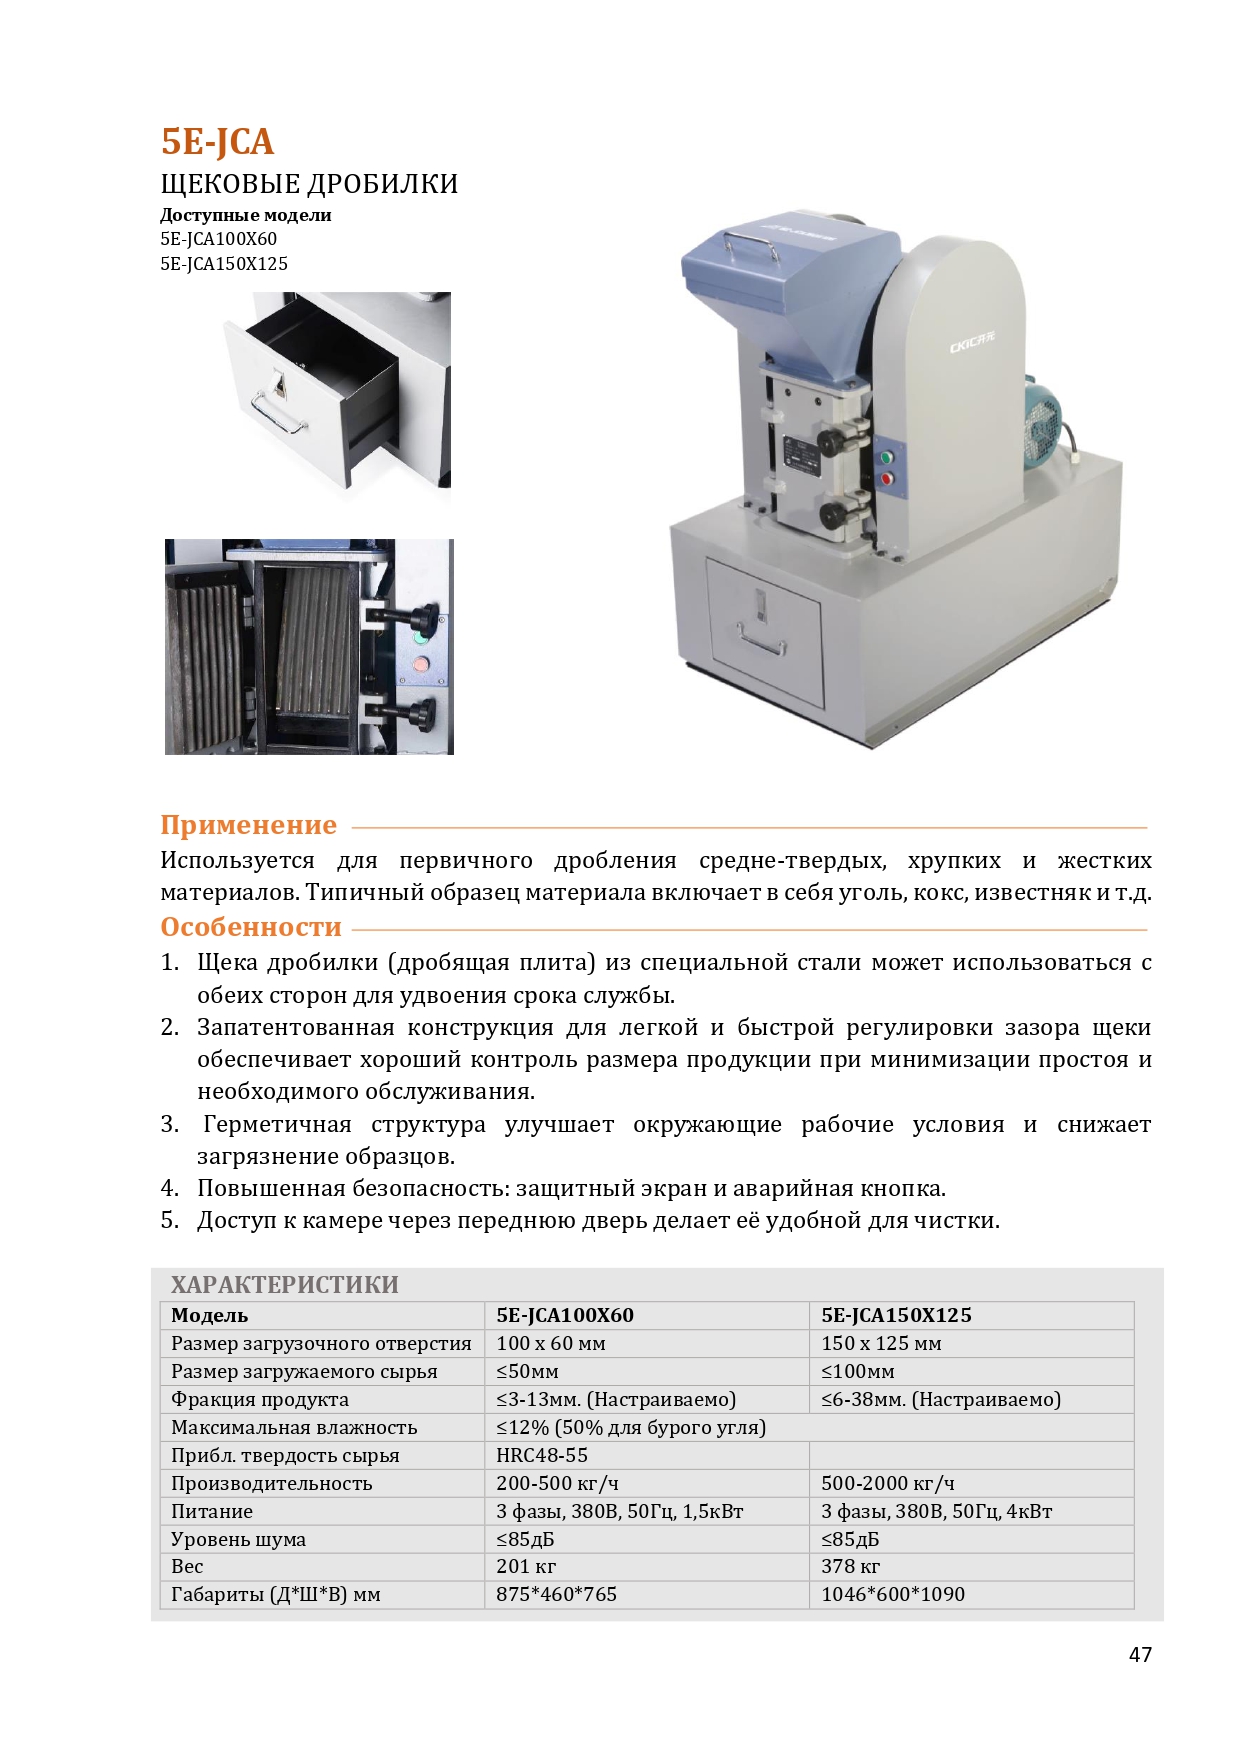 5E-JCA
ЩЕКОВЫЕ ДРОБИЛКИ
Доступные модели
5E-JCA100X60
5E-JCA150X125
CKIC开元
Применение
Используется для первичного дробления средне-твердых, хрупких и жестких
материалов. Типичный образец материала включает в себя уголь, кокс, известняк и т.д.
Особенности
1. Щека дробилки (дробящая плита) из специальной стали может использоваться с
обеих сторон для удвоения срока службы.
2. Запатентованная конструкция для легкой и быстрой регулировки зазора щеки
обеспечивает хороший контроль размера продукции при минимизации простоя и
необходимого обслуживания.
3. Герметичная структура улучшает окружающие рабочие условия и снижает
загрязнение образцов.
4. Повышенная безопасность: защитный экран и аварийная кнопка.
5. Доступ к камере через переднюю дверь делает её удобной для чистки.
ХАРАКТЕРИСТИКИ
Модель 5E-JCA100X60 5E-JCA150X125
Размер загрузочного отверстия 100 x 60 мм 150 x 125 мм
Размер загружаемого сырья ≤50мм ≤100мм
Фракция продукта ≤3-13мм. (Настраиваемо) ≤6-38мм. (Настраиваемо)
Максимальная влажность ≤12% (50% для бурого угля)
Прибл. твердость сырья HRC48-55
Производительность 200-500 кг/ч 500-2000 кг/ч
Питание 3 фазы, 380В, 50Гц, 1,5кВт 3 фазы, 380В, 50Гц, 4кВт
Уровень шума ≤85дБ ≤85дБ
Вес 201 кг 378 кг
Габариты (Д*Ш*В) мм 875*460*765 1046*600*1090
47